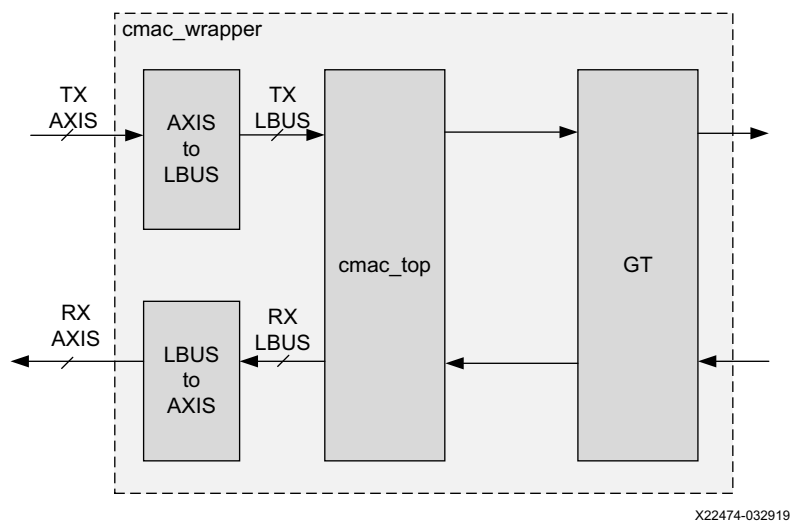 cmac_wrapper
TX
AXIS
AXIS
to
LBUS
TX
LBUS
cmac_top
GT
RX
AXIS
LBUS
to
AXIS
RX
LBUS
X22474-032919